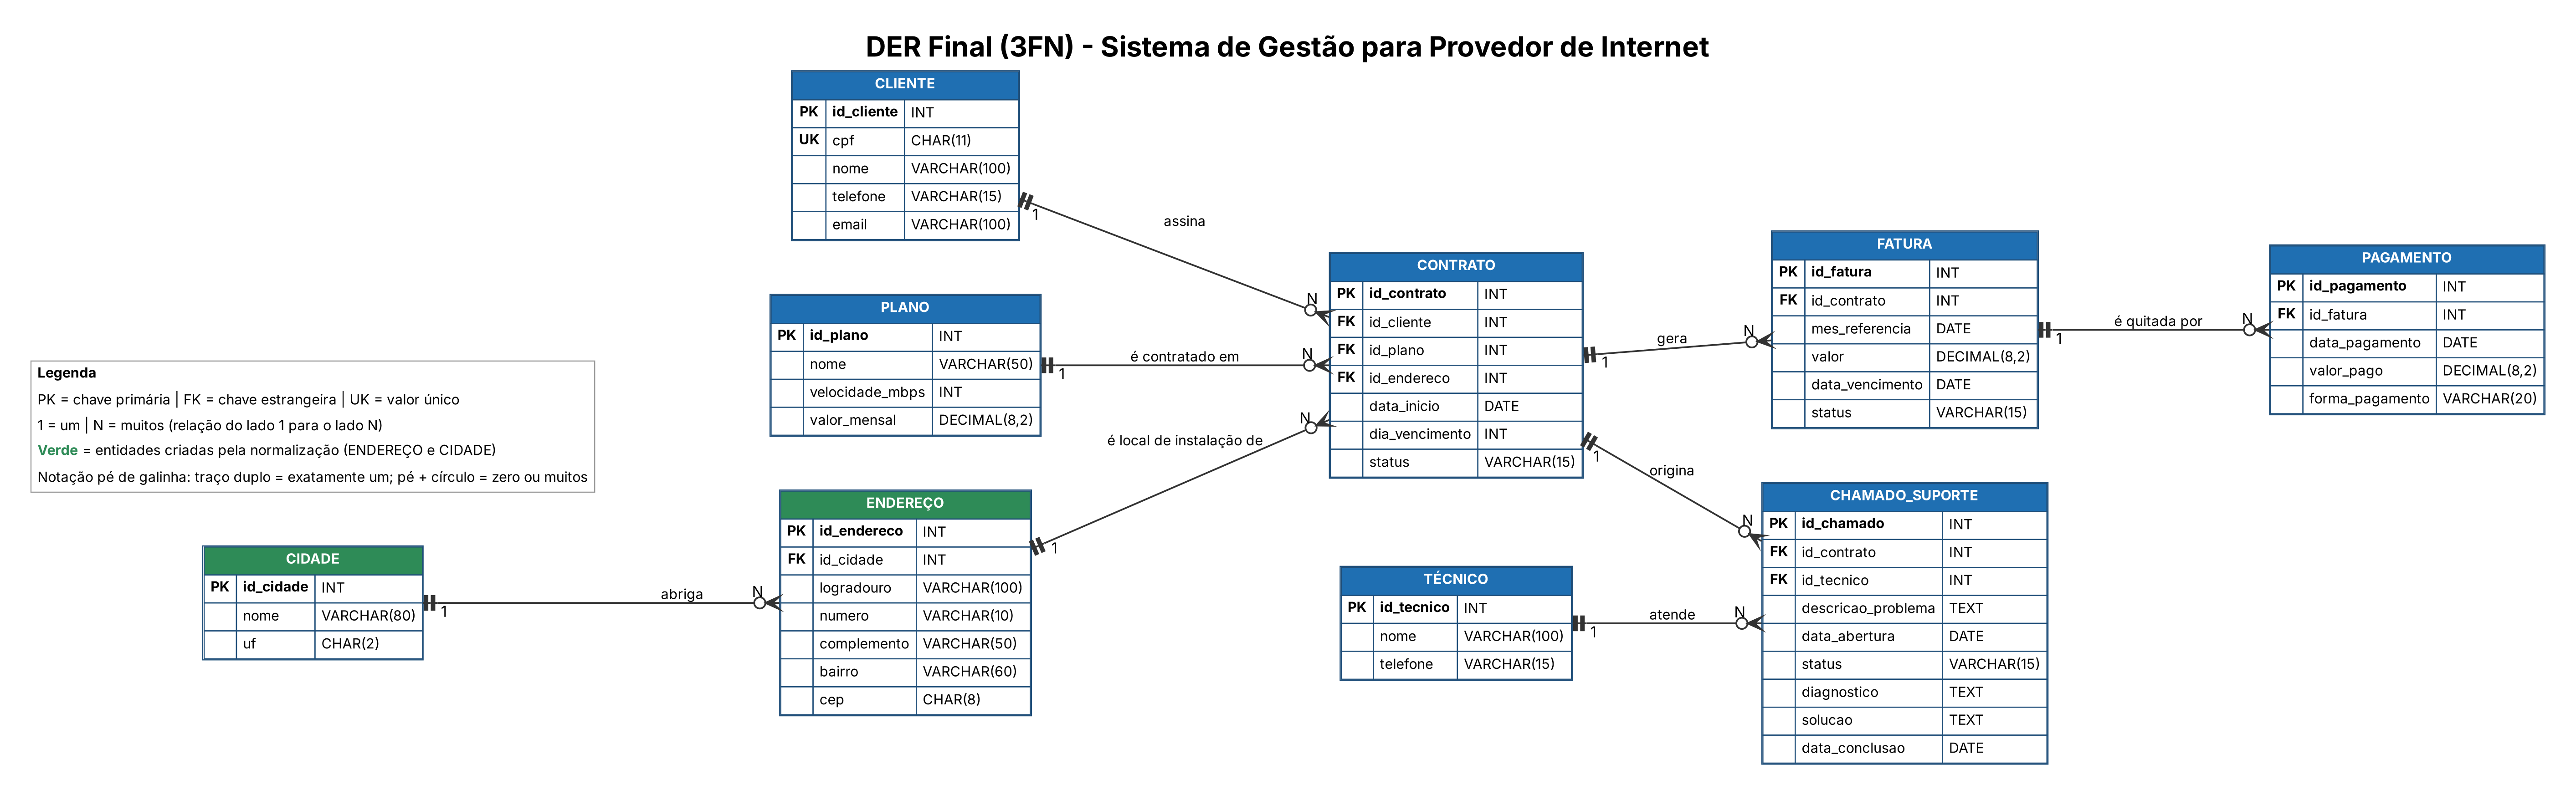 DER Final (3FN) - Sistema de Gestão para Provedor de Internet
CLIENTE
PK id_cliente INT
UK cpf CHAR(11)
nome VARCHAR(100)
telefone VARCHAR(15)
email VARCHAR(100)
1
assina
N
PLANO
PK id_plano INT
nome VARCHAR(50)
velocidade_mbps INT
valor_mensal DECIMAL(8,2)
1
é contratado em
N
CONTRATO
PK id_contrato INT
FK id_cliente INT
FK id_plano INT
FK id_endereco INT
data_inicio DATE
dia_vencimento INT
status VARCHAR(15)
1
gera
N
FATURA
PK id_fatura INT
FK id_contrato INT
mes_referencia DATE
valor DECIMAL(8,2)
data_vencimento DATE
status VARCHAR(15)
1
é quitada por
N
PAGAMENTO
PK id_pagamento INT
FK id_fatura INT
data_pagamento DATE
valor_pago DECIMAL(8,2)
forma_pagamento VARCHAR(20)
Legenda
PK = chave primária | FK = chave estrangeira | UK = valor único
1 = um | N = muitos (relação do lado 1 para o lado N)
Verde = entidades criadas pela normalização (ENDEREÇO e CIDADE)
Notação pé de galinha: traço duplo = exatamente um; pé + círculo = zero ou muitos
CIDADE
PK id_cidade INT
nome VARCHAR(80)
uf CHAR(2)
1
abriga
N
ENDEREÇO
PK id_endereco INT
FK id_cidade INT
logradouro VARCHAR(100)
numero VARCHAR(10)
complemento VARCHAR(50)
bairro VARCHAR(60)
cep CHAR(8)
1
é local de instalação de
N
1
origina
N
TÉCNICO
PK id_tecnico INT
nome VARCHAR(100)
telefone VARCHAR(15)
1
atende
N
CHAMADO_SUPORTE
PK id_chamado INT
FK id_contrato INT
FK id_tecnico INT
descricao_problema TEXT
data_abertura DATE
status VARCHAR(15)
diagnostico TEXT
solucao TEXT
data_conclusao DATE